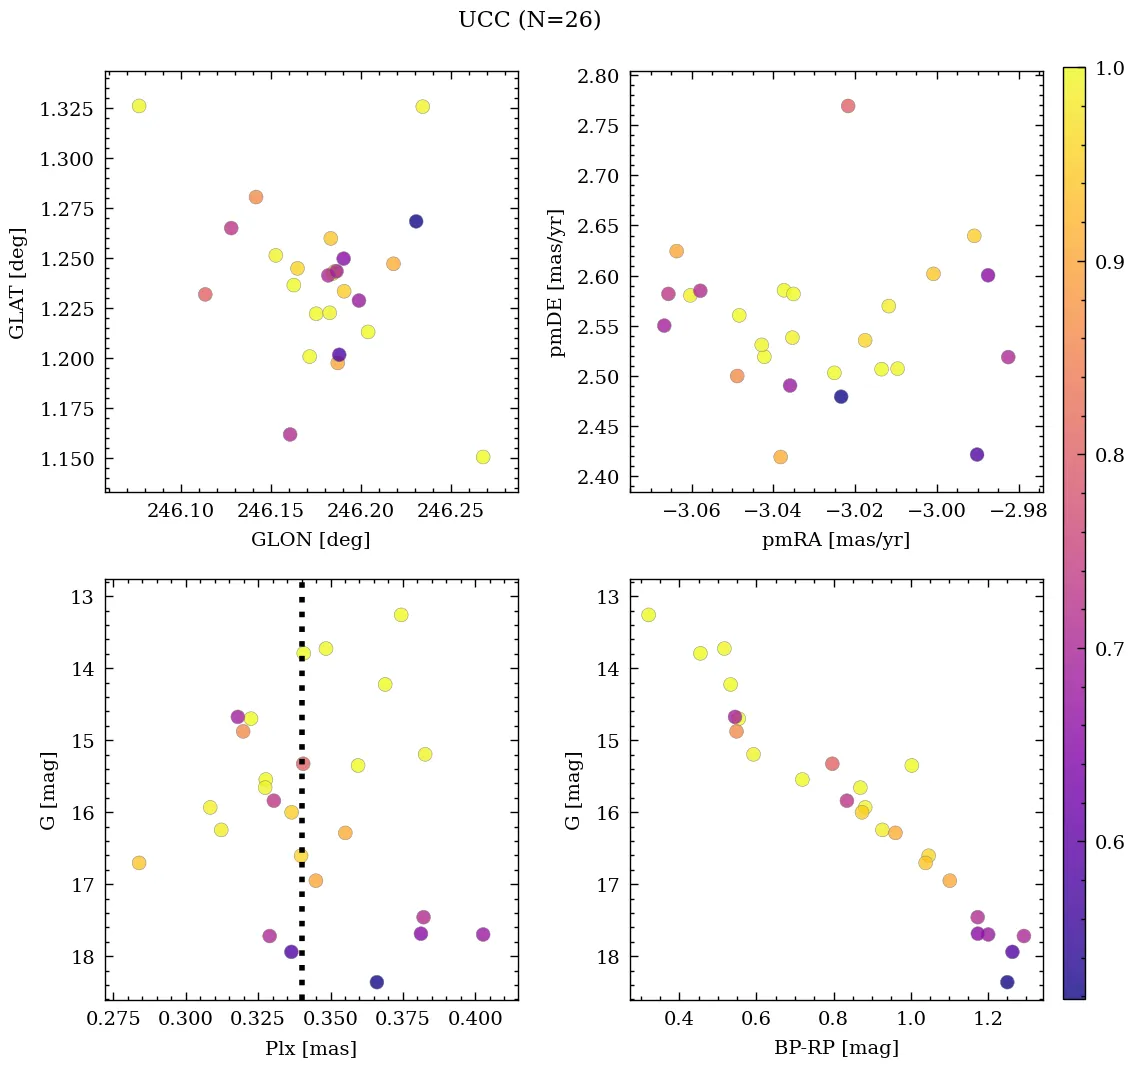 UCC (N=26)
1.325
1.300
1.275
1.250
1.225
1.200
1.175
1.150
GLAT [deg]
246.10 246.15 246.20 246.25
GLON [deg]
2.80
2.75
2.70
2.65
2.60
2.55
2.50
2.45
2.40
pmDE [mas/yr]
−3.06 −3.04 −3.02 −3.00 −2.98
pmRA [mas/yr]
13
14
15
16
17
18
G [mag]
0.275 0.300 0.325 0.350 0.375 0.400
Plx [mas]
13
14
15
16
17
18
G [mag]
0.4 0.6 0.8 1.0 1.2
BP-RP [mag]
1.0
0.9
0.8
0.7
0.6